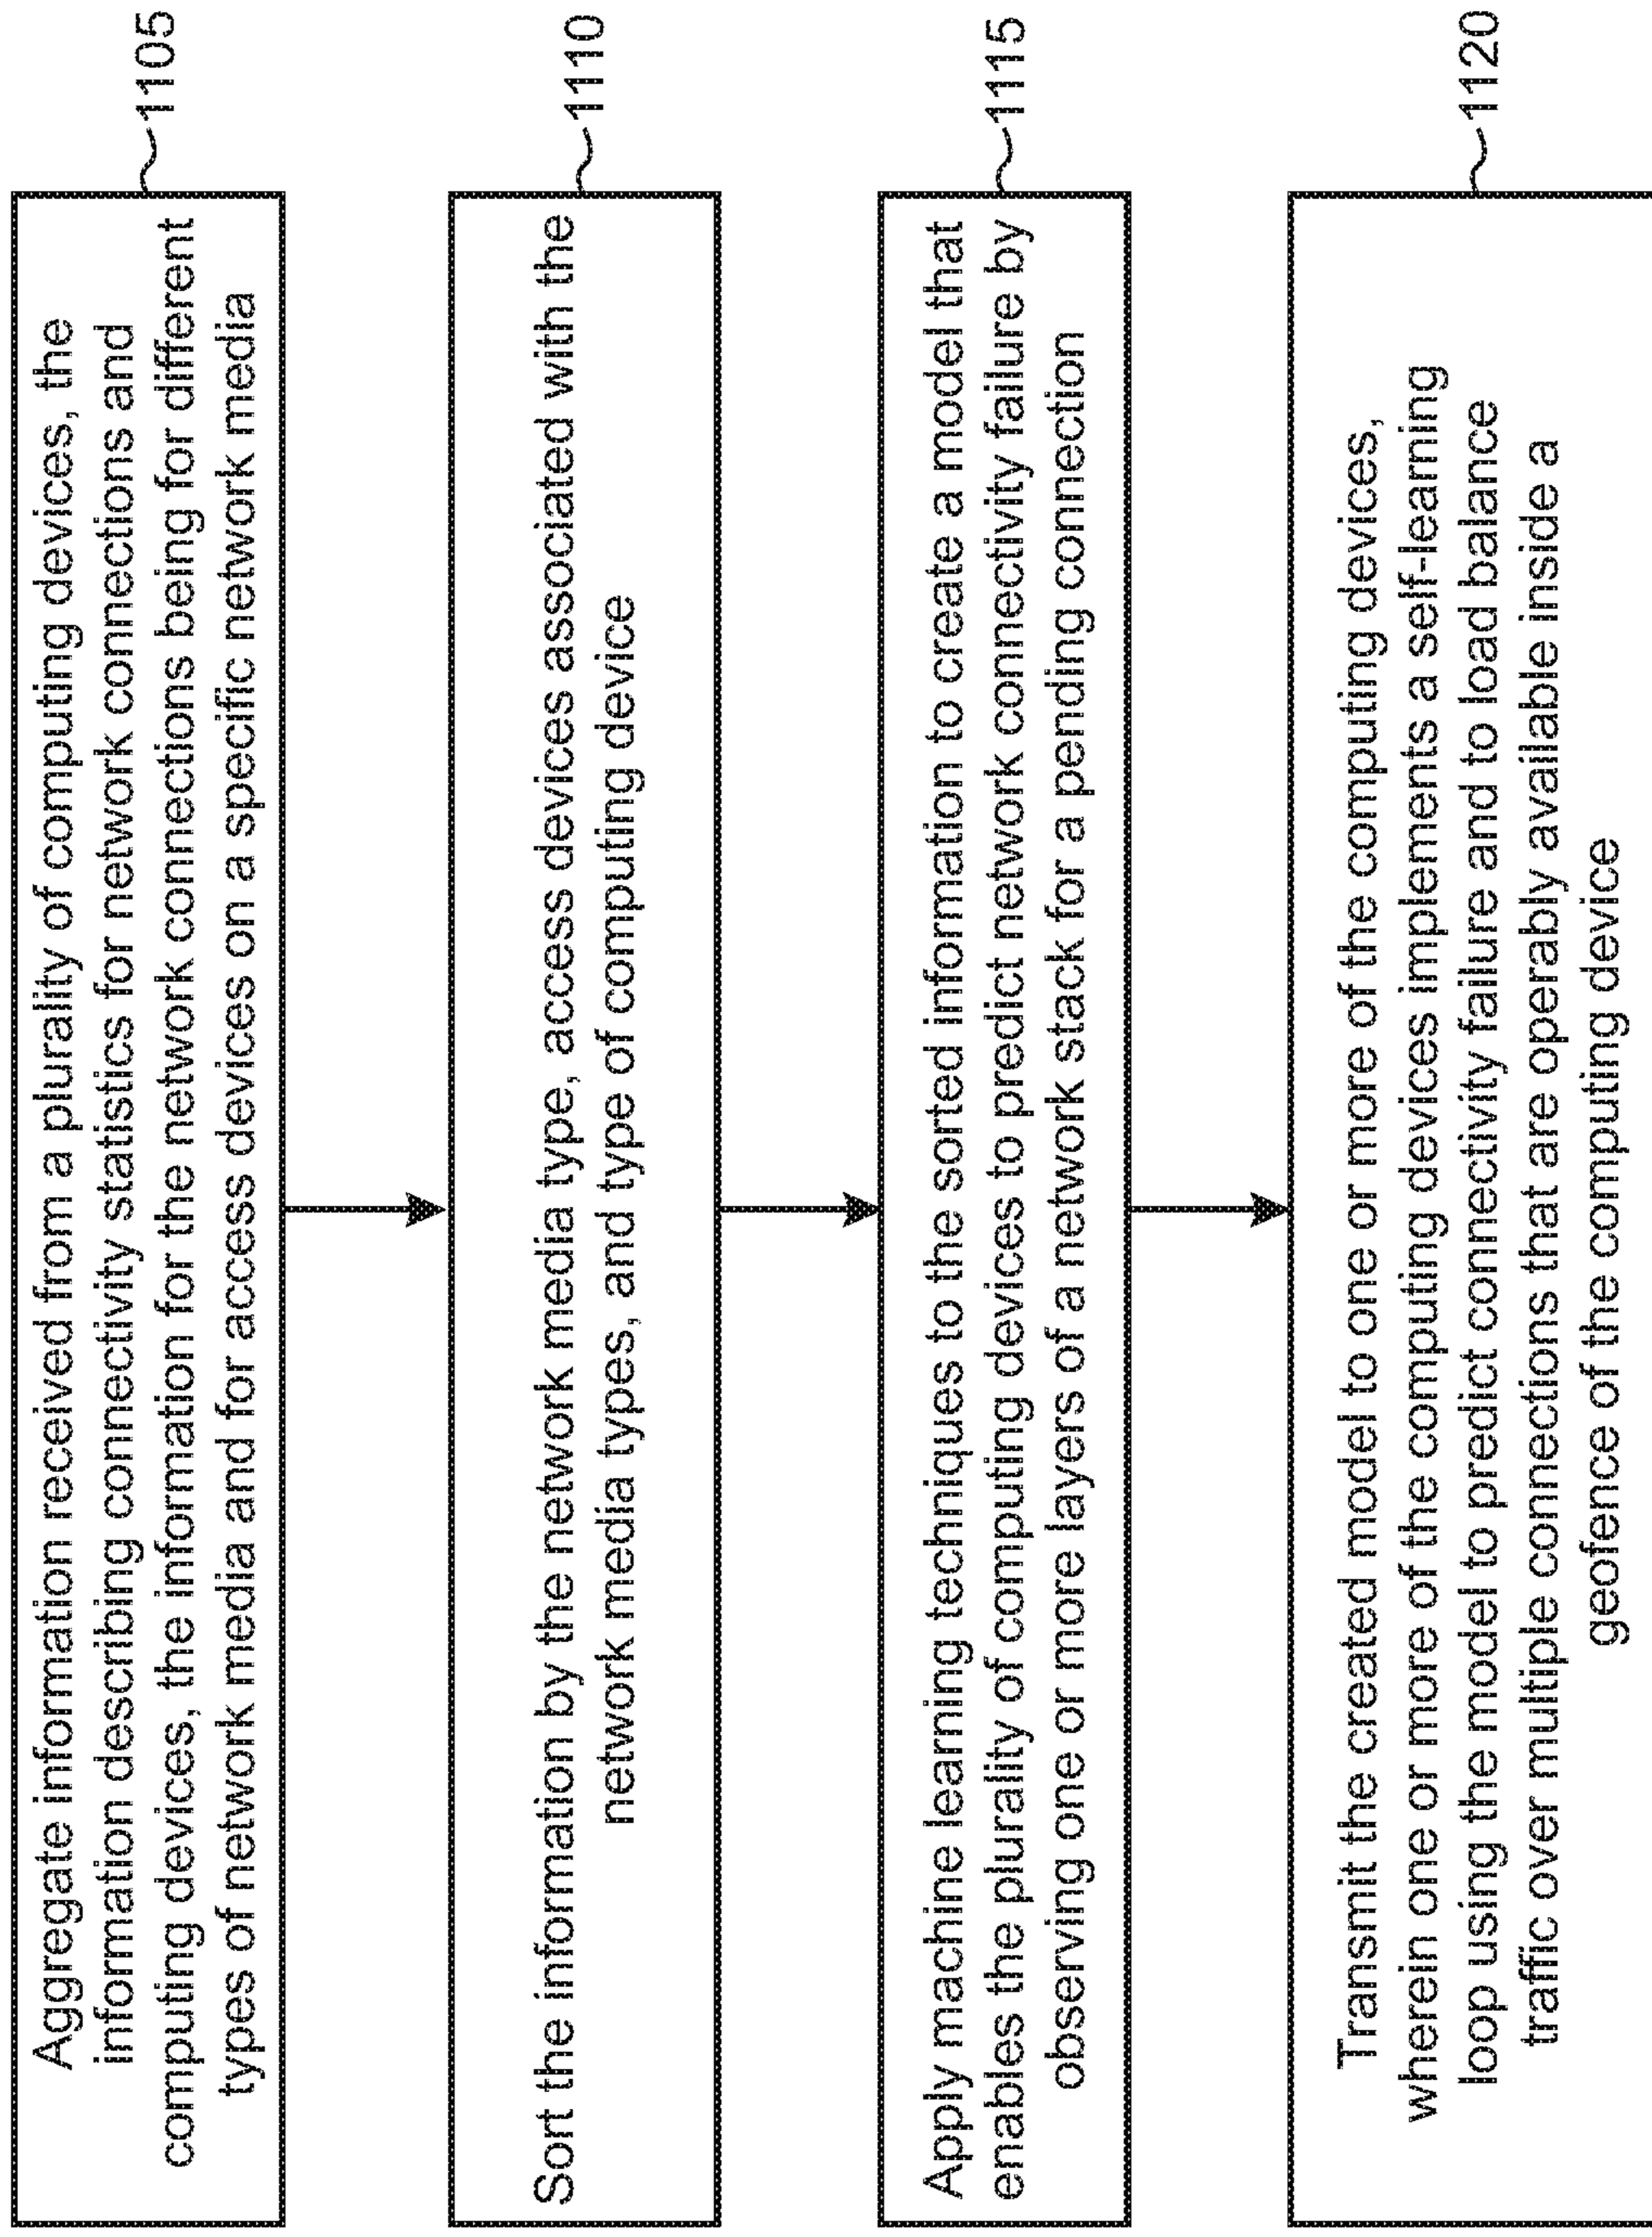 Aggregate information received from a plurality of computing devices, the
information describing connectivity statistics for network connections and
computing devices, the information for the network connections being for different
types of network media and for access devices on a specific network media
1105
Sort the information by the network media type, access devices associated with the
network media types, and type of computing device
1110
Apply machine learning techniques to the sorted information to create a model that
enables the plurality of computing devices to predict network connectivity failure by
observing one or more layers of a network stack for a pending connection
1115
Transmit the created model to one or more of the computing devices,
wherein one or more of the computing devices implements a self-learning
loop using the model to predict connectivity failure and to load balance
traffic over multiple connections that are operably available inside a
geofence of the computing device
1120